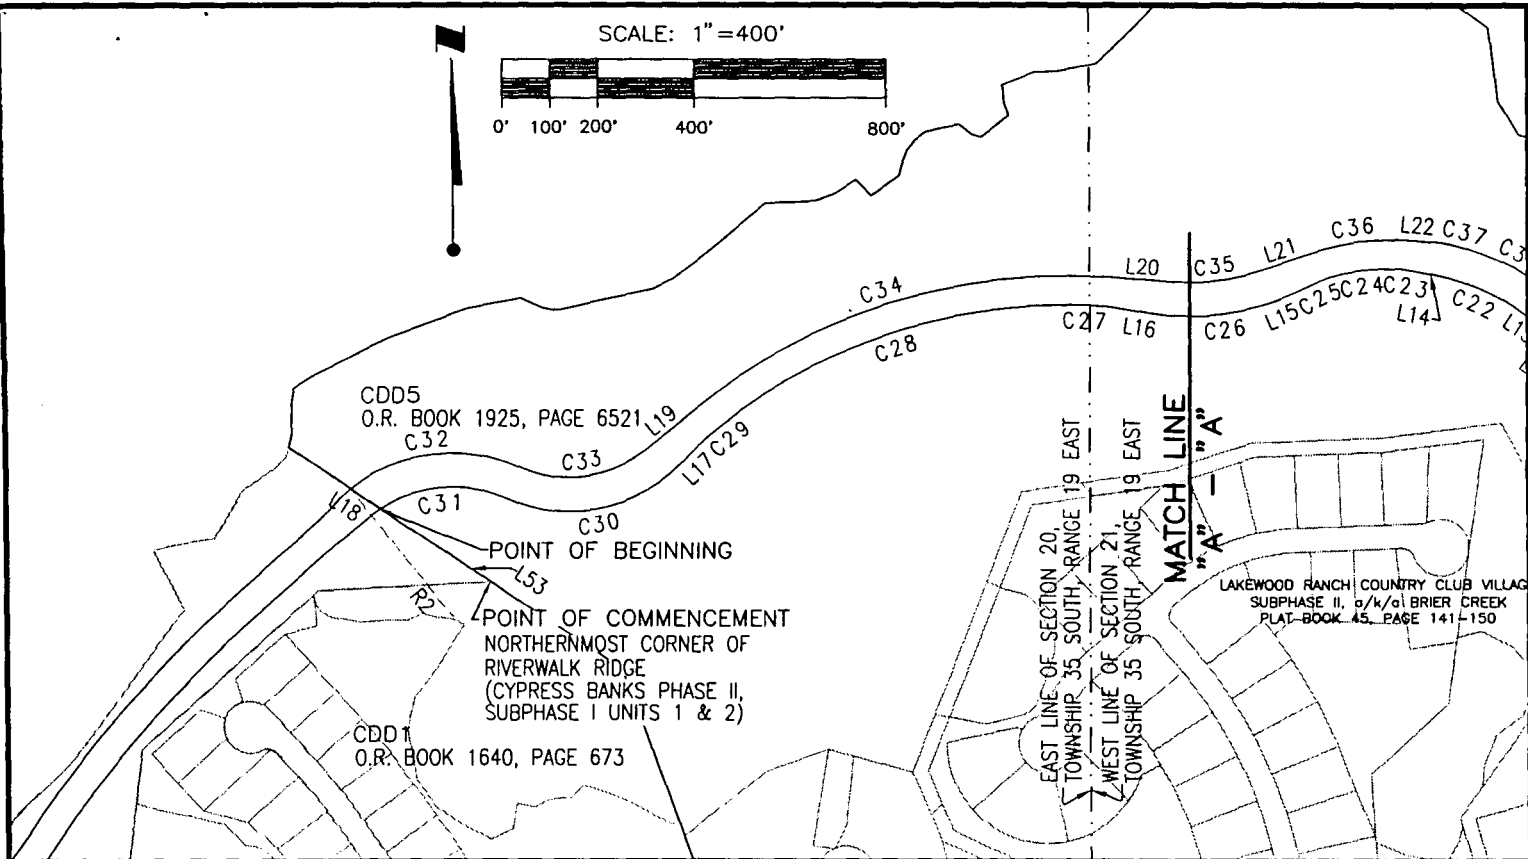 SCALE: 1"=400'
0' 100' 200' 400' 800'
C36 L22 C37
L21
L20 C35
C34
C27 L16 C26 L15 C25 C24 C23 C22
L14
C28
CDD5
O.R. BOOK 1925, PAGE 6521
L19
C32
C33
L17 C29
L18
C31
C30
POINT OF BEGINNING
L53
R2
POINT OF COMMENCEMENT
NORTHERNMOST CORNER OF
RIVERWALK RIDGE
(CYPRESS BANKS PHASE II,
SUBPHASE I UNITS 1 & 2)
CDD1
O.R. BOOK 1640, PAGE 673
EAST LINE OF SECTION 20,
TOWNSHIP 35 SOUTH, RANGE 19 EAST
WEST LINE OF SECTION 21,
TOWNSHIP 35 SOUTH, RANGE 19 EAST
MATCH LINE
"A" – "A"
LAKEWOOD RANCH COUNTRY CLUB VILLAG
SUBPHASE II, a/k/a BRIER CREEK
PLAT BOOK 45, PAGE 141-150